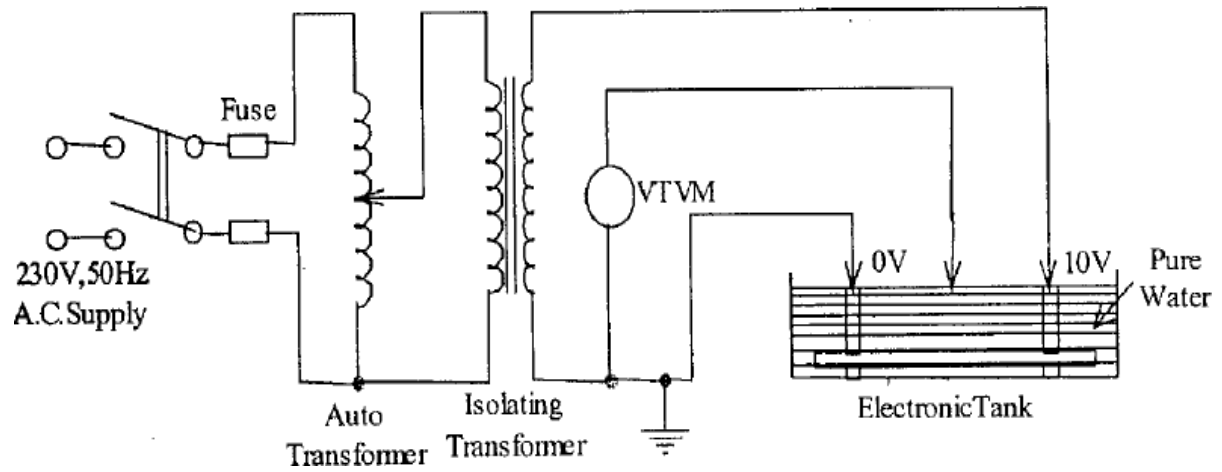 Fuse
VTVM
230V,50Hz
A.C.Supply
0V
10V
Pure
Water
Auto
Transformer
Isolating
Transformer
ElectronicTank